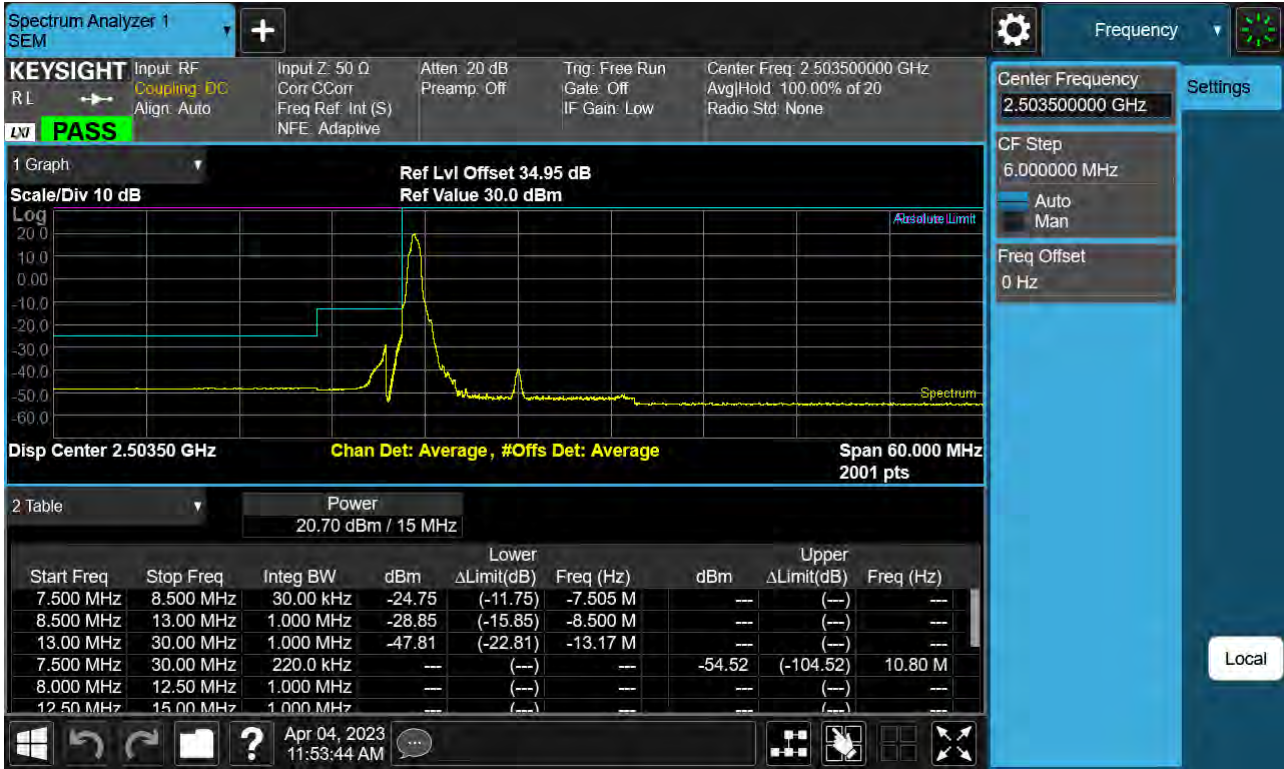 Spectrum Analyzer 1
SEM
Frequency
KEYSIGHT
RL
LXI
PASS
Input: RF
Coupling: DC
Align: Auto
Input Z: 50 Ω
Corr CCorr
Freq Ref: Int (S)
NFE: Adaptive
Atten: 20 dB
Preamp: Off
Trig: Free Run
Gate: Off
IF Gain: Low
Center Freq: 2.503500000 GHz
Avg|Hold: 100.00% of 20
Radio Std: None
Center Frequency
2.503500000 GHz
Settings
CF Step
6.000000 MHz
Auto
Man
Freq Offset
0 Hz
Local
1 Graph
Scale/Div 10 dB
Ref Lvl Offset 34.95 dB
Ref Value 30.0 dBm
Log
20.0
10.0
0.00
-10.0
-20.0
-30.0
-40.0
-50.0
-60.0
Limit
Spectrum
Disp Center 2.50350 GHz
Chan Det: Average, #Offs Det: Average
Span 60.000 MHz
2001 pts
2 Table
Power
20.70 dBm / 15 MHz
Lower Upper
Start Freq Stop Freq Integ BW dBm ΔLimit(dB) Freq (Hz) dBm ΔLimit(dB) Freq (Hz)
7.500 MHz 8.500 MHz 30.00 kHz -24.75 (-11.75) -7.505 M --- (---) ---
8.500 MHz 13.00 MHz 1.000 MHz -28.85 (-15.85) -8.500 M --- (---) ---
13.00 MHz 30.00 MHz 1.000 MHz -47.81 (-22.81) -13.17 M --- (---) ---
7.500 MHz 30.00 MHz 220.0 kHz --- (---) --- -54.52 (-104.52) 10.80 M
8.000 MHz 12.50 MHz 1.000 MHz --- (---) --- --- (---) ---
12.50 MHz 15.00 MHz 1.000 MHz --- (---) --- --- (---) ---
?
Apr 04, 2023
11:53:44 AM